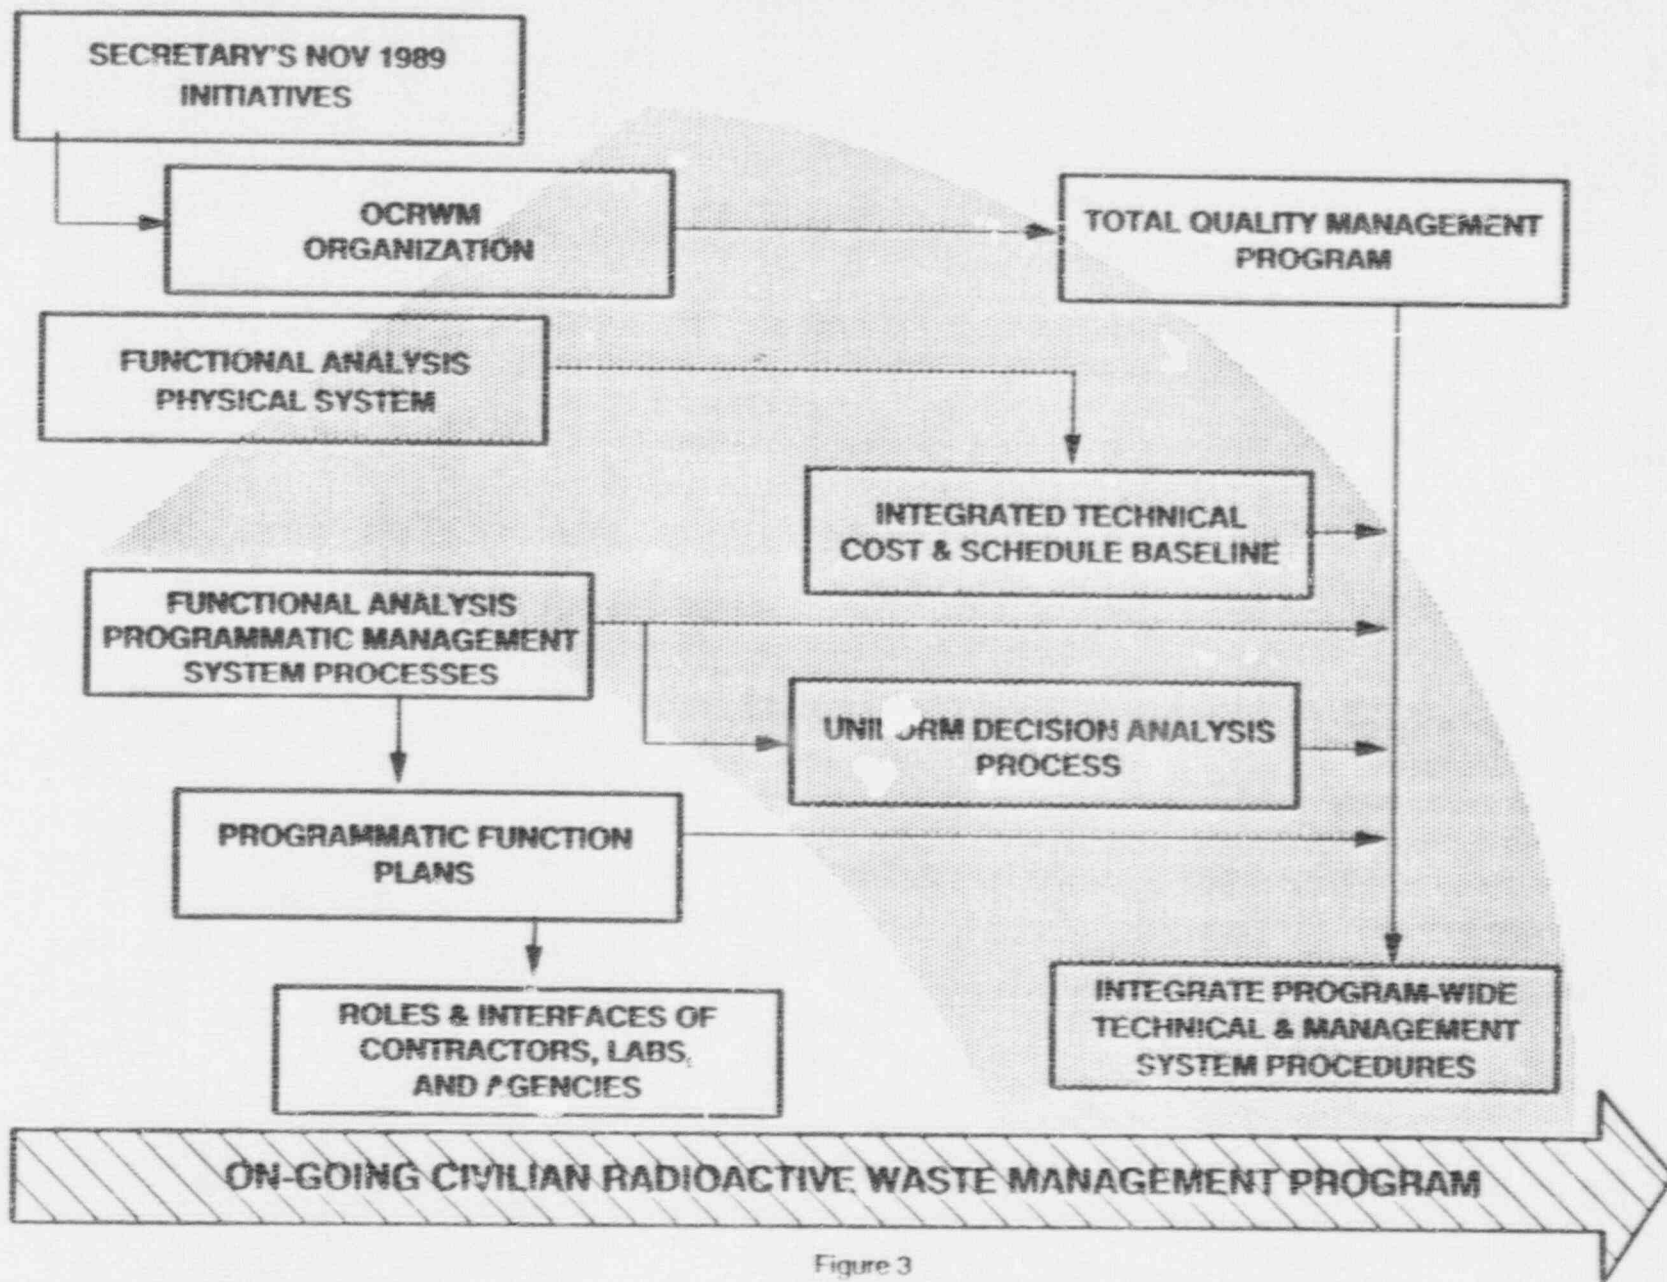 SECRETARY'S NOV 1989
INITIATIVES
OCRWM
ORGANIZATION
TOTAL QUALITY MANAGEMENT
PROGRAM
FUNCTIONAL ANALYSIS
PHYSICAL SYSTEM
INTEGRATED TECHNICAL
COST & SCHEDULE BASELINE
FUNCTIONAL ANALYSIS
PROGRAMMATIC MANAGEMENT
SYSTEM PROCESSES
UNIFORM DECISION ANALYSIS
PROCESS
PROGRAMMATIC FUNCTION
PLANS
ROLES & INTERFACES OF
CONTRACTORS, LABS,
AND AGENCIES
INTEGRATE PROGRAM-WIDE
TECHNICAL & MANAGEMENT
SYSTEM PROCEDURES
ON-GOING CIVILIAN RADIOACTIVE WASTE MANAGEMENT PROGRAM
Figure 3